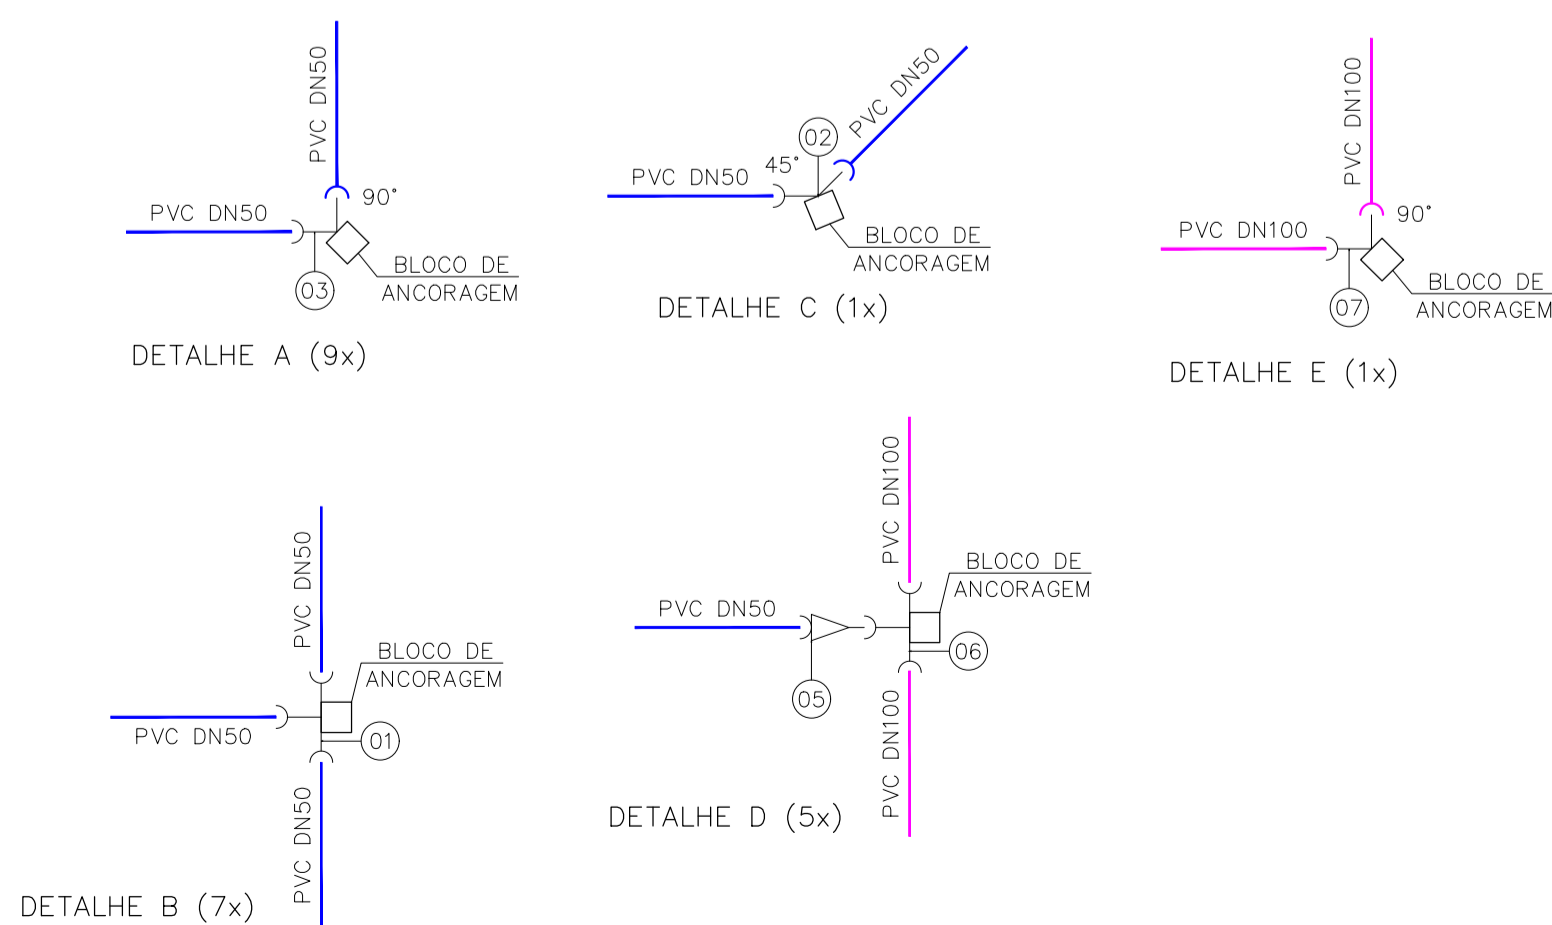 PVC DN50
90°
PVC DN50
BLOCO DE
ANCORAGEM
03
DETALHE A (9x)
PVC DN50
02
45°
PVC DN50
BLOCO DE
ANCORAGEM
DETALHE C (1x)
PVC DN100
90°
PVC DN100
BLOCO DE
ANCORAGEM
07
DETALHE E (1x)
PVC DN50
BLOCO DE
ANCORAGEM
PVC DN50
01
PVC DN50
DETALHE B (7x)
PVC DN100
BLOCO DE
ANCORAGEM
PVC DN50
06
05
PVC DN100
DETALHE D (5x)